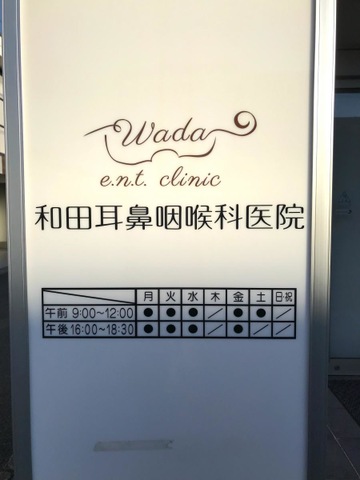 Wada
e.n.t. clinic
和田耳鼻咽喉科医院
月 火 水 木 金 土 日・祝
午前 9:00〜12:00 ● ● ● ／ ● ● ／
午後 16:00〜18:30 ● ● ● ／ ● ／ ／